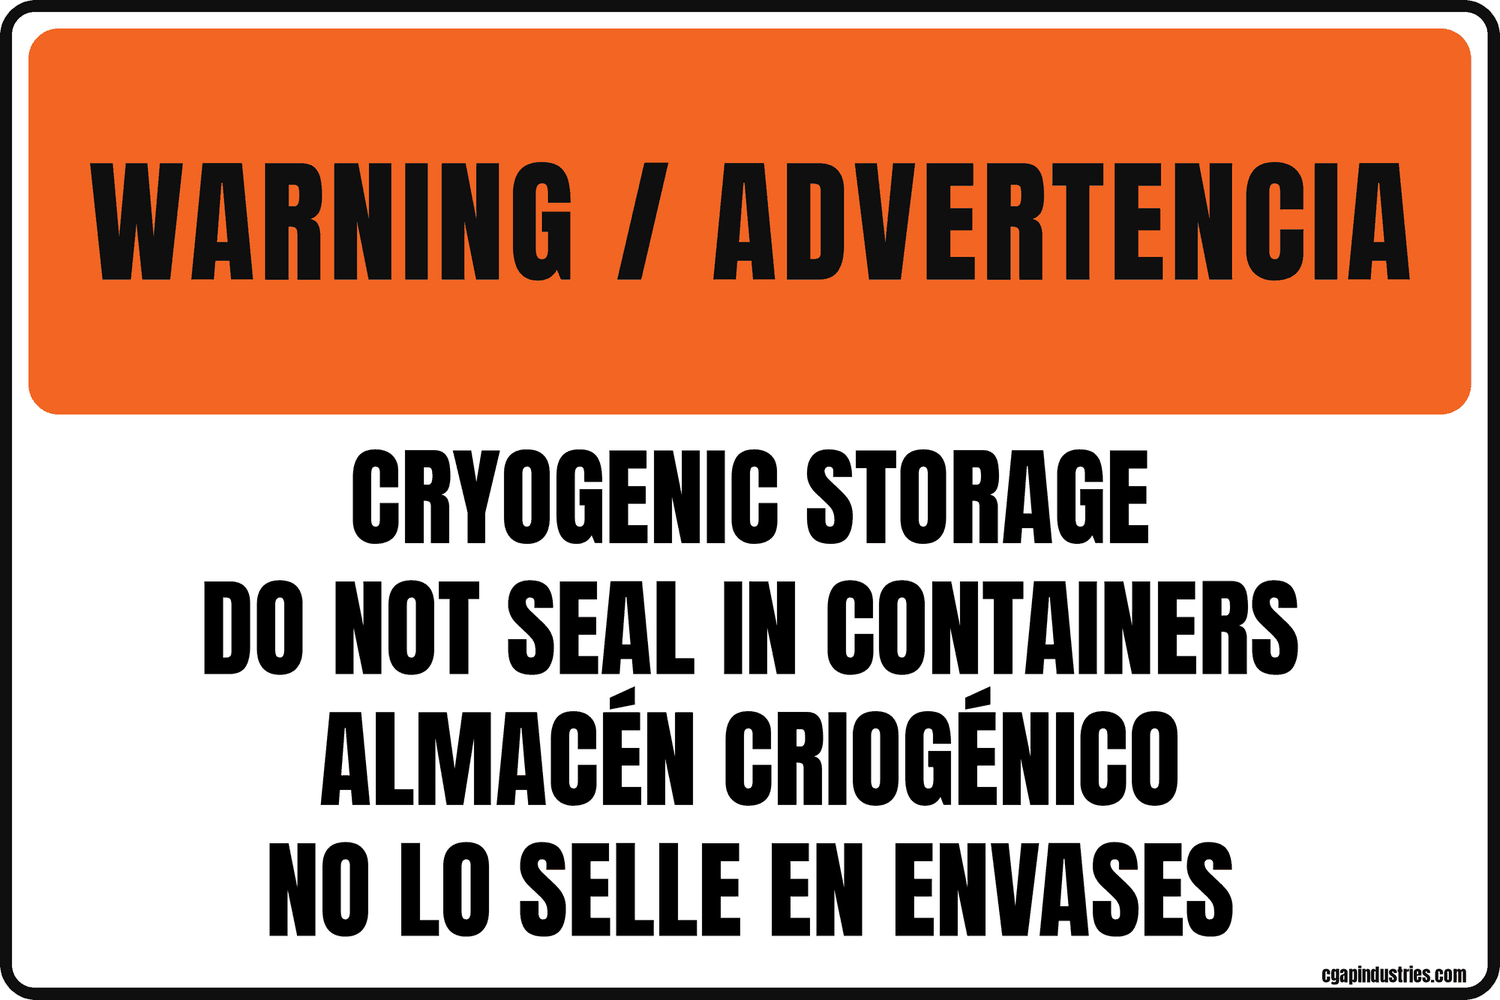 WARNING / ADVERTENCIA
CRYOGENIC STORAGE
DO NOT SEAL IN CONTAINERS
ALMACÉN CRIOGÉNICO
NO LO SELLE EN ENVASES
cgapindustries.com